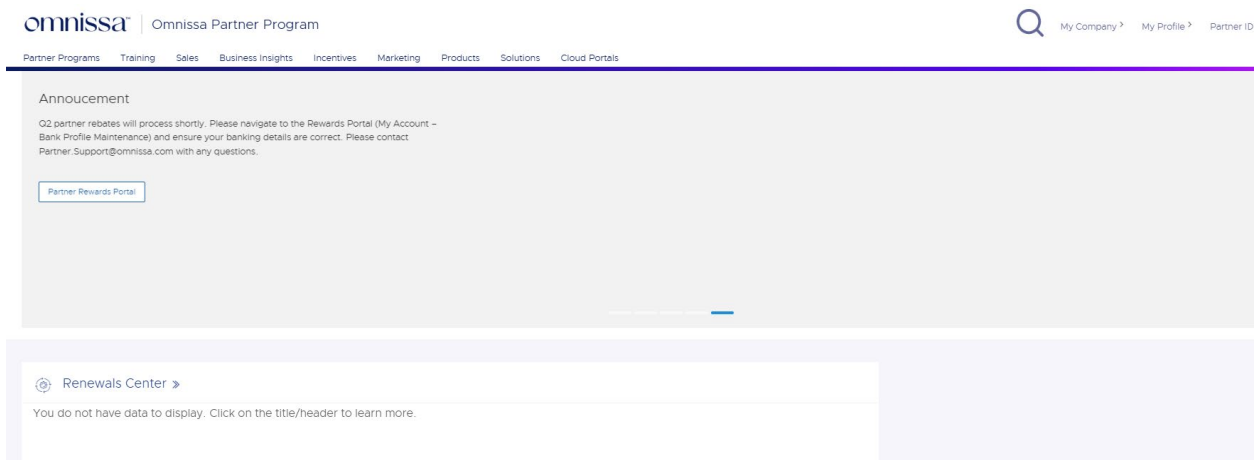 omnissa™ Omnissa Partner Program
My Company > My Profile > Partner ID
Partner Programs Training Sales Business Insights Incentives Marketing Products Solutions Cloud Portals
Annoucement
Q2 partner rebates will process shortly. Please navigate to the Rewards Portal (My Account –
Bank Profile Maintenance) and ensure your banking details are correct. Please contact
Partner.Support@omnissa.com with any questions.
Partner Rewards Portal
Renewals Center »
You do not have data to display. Click on the title/header to learn more.